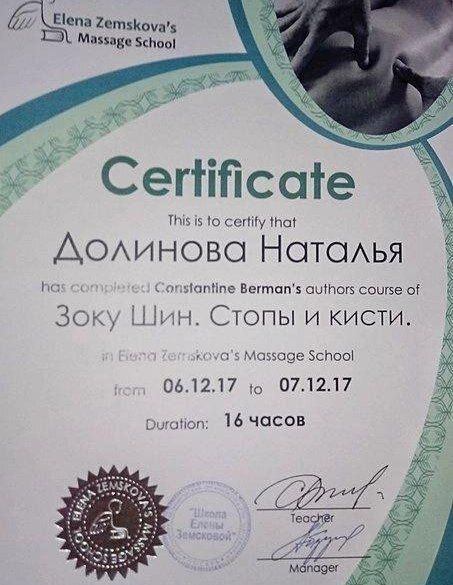 Elena Zemskova's
Massage School
Certificate
This is to certify that
Долинова Наталья
has completed Constantine Berman's authors course of
Зоку Шин. Стопы и кисти.
in Elena Zemskova's Massage School
from 06.12.17 to 07.12.17
Duration: 16 часов
ELENA ZEMSKOVA'S
"Школа
Елены
Земсковой"
Teacher
Manager